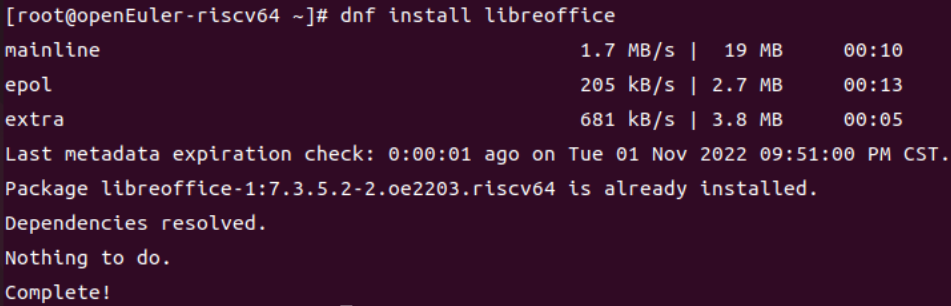 [root@openEuler-riscv64 ~]# dnf install libreoffice
mainline                                        1.7 MB/s |  19 MB     00:10
epol                                            205 kB/s | 2.7 MB     00:13
extra                                           681 kB/s | 3.8 MB     00:05
Last metadata expiration check: 0:00:01 ago on Tue 01 Nov 2022 09:51:00 PM CST.
Package libreoffice-1:7.3.5.2-2.oe2203.riscv64 is already installed.
Dependencies resolved.
Nothing to do.
Complete!